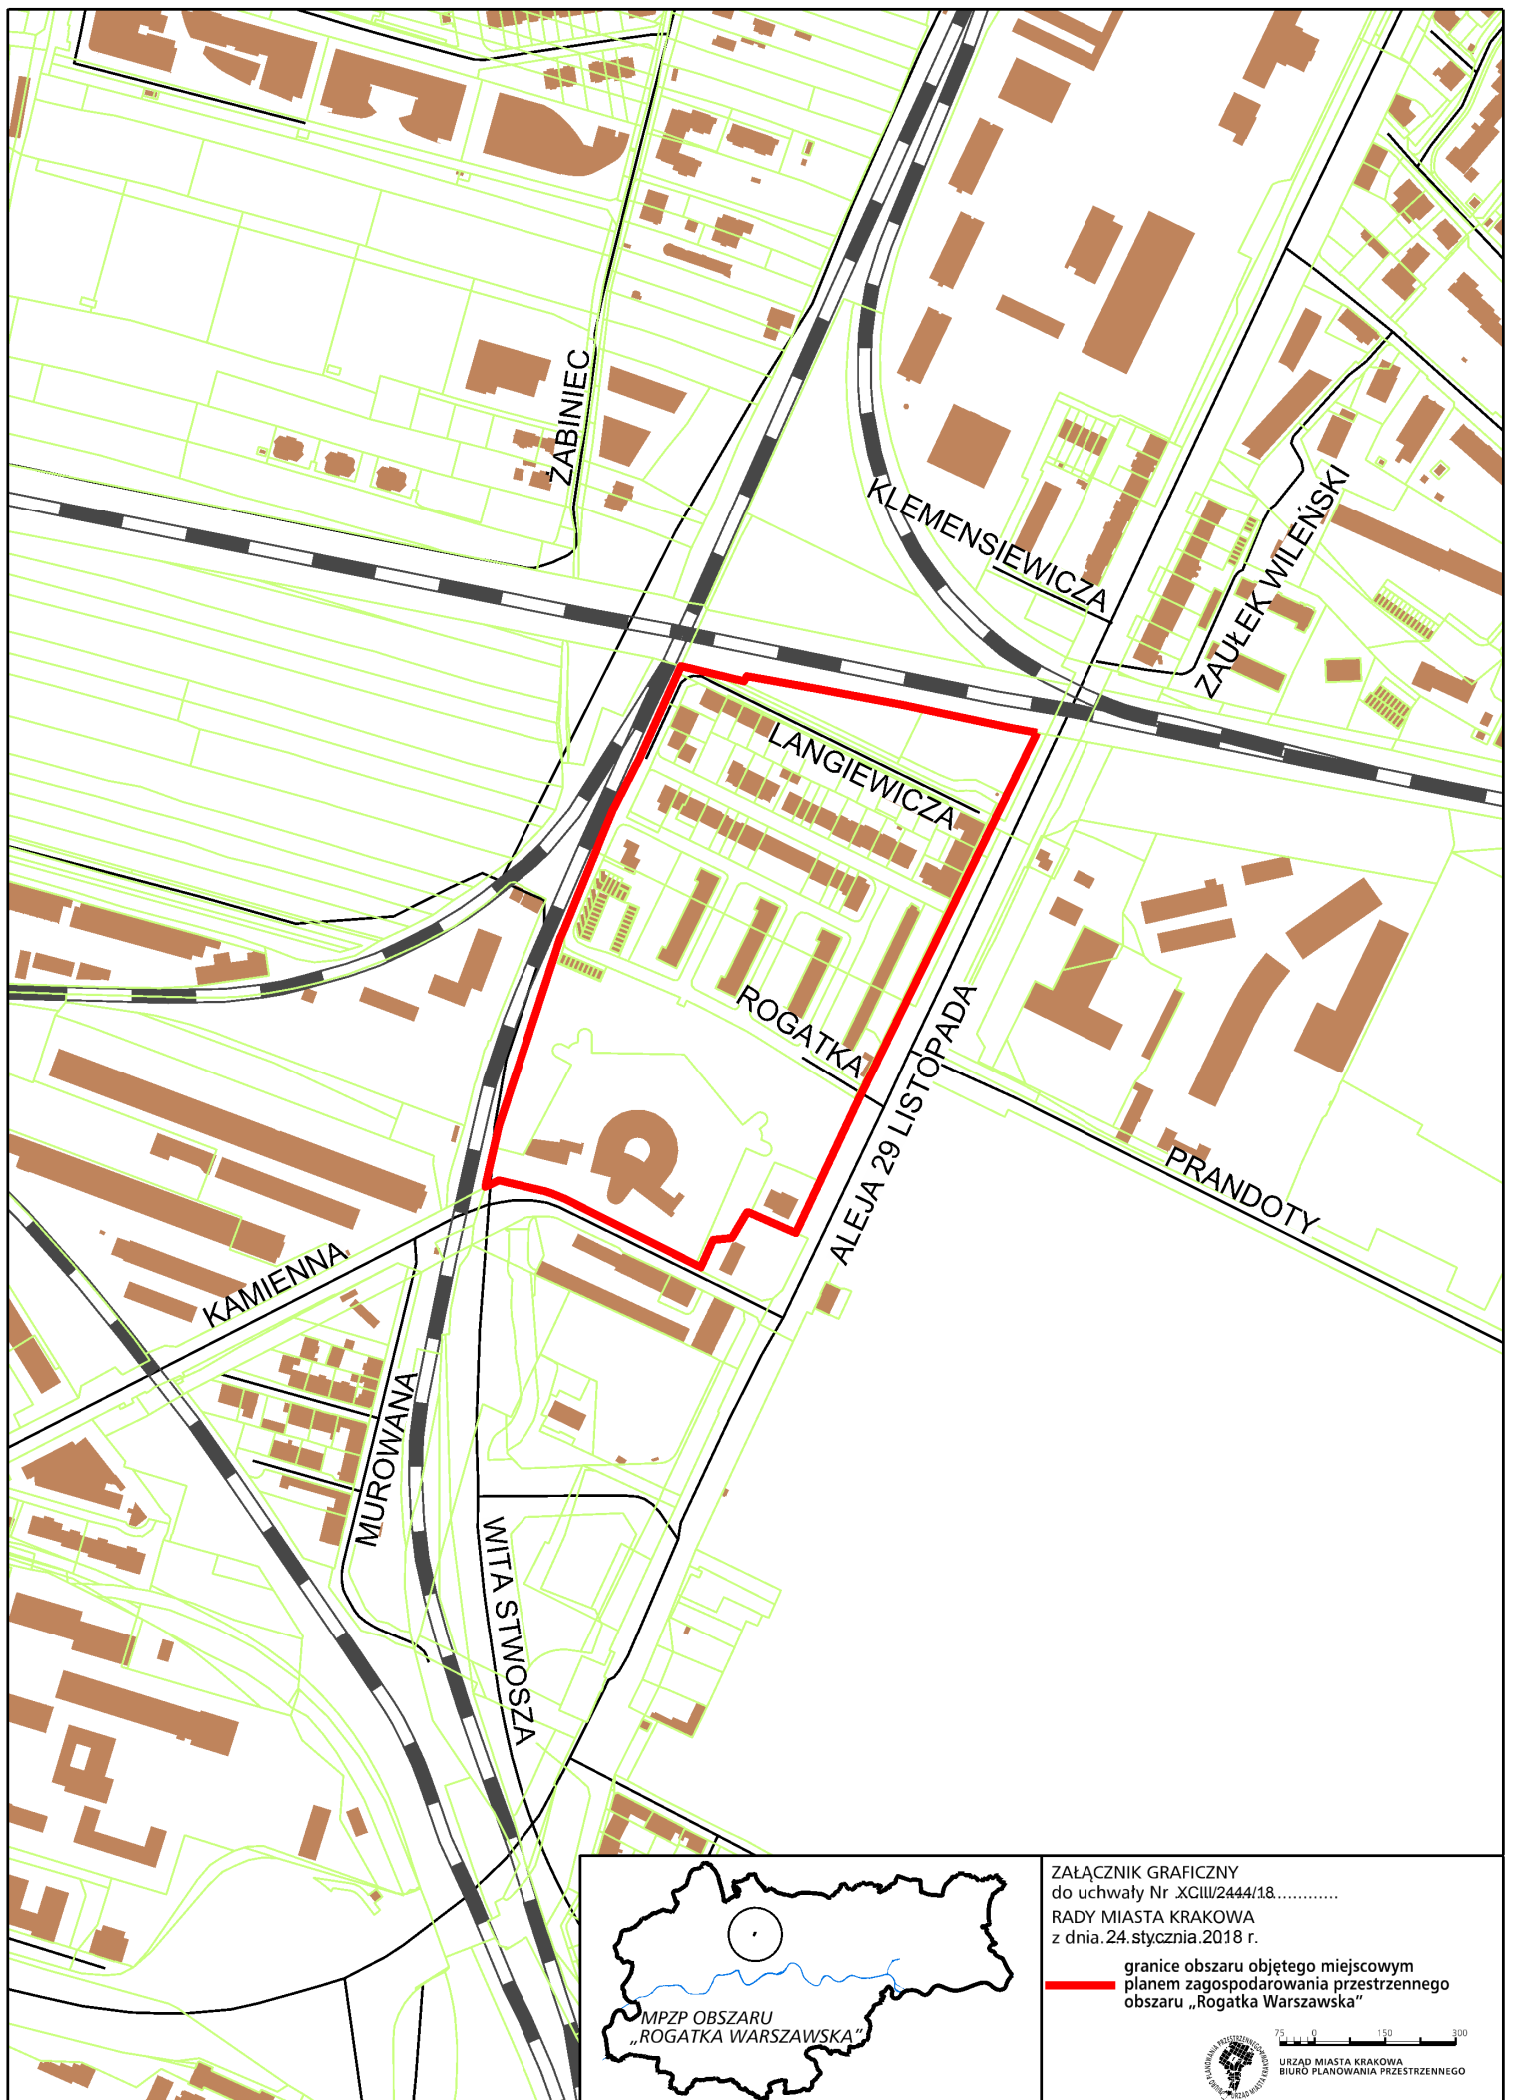 ŻABINIEC
KLEMENSIEWICZA
ZAUŁEK WILEŃSKI
LANGIEWICZA
ROGATKA
ALEJA 29 LISTOPADA
PRANDOTY
KAMIENNA
MUROWANA
WITA STWOSZA
MPZP OBSZARU
„ROGATKA WARSZAWSKA”
ZAŁĄCZNIK GRAFICZNY
do uchwały Nr .XCIII/2444/18.............
RADY MIASTA KRAKOWA
z dnia.24.stycznia.2018 r.
granice obszaru objętego miejscowym
planem zagospodarowania przestrzennego
obszaru „Rogatka Warszawska”
75 0 150 300
URZĄD MIASTA KRAKOWA
BIURO PLANOWANIA PRZESTRZENNEGO